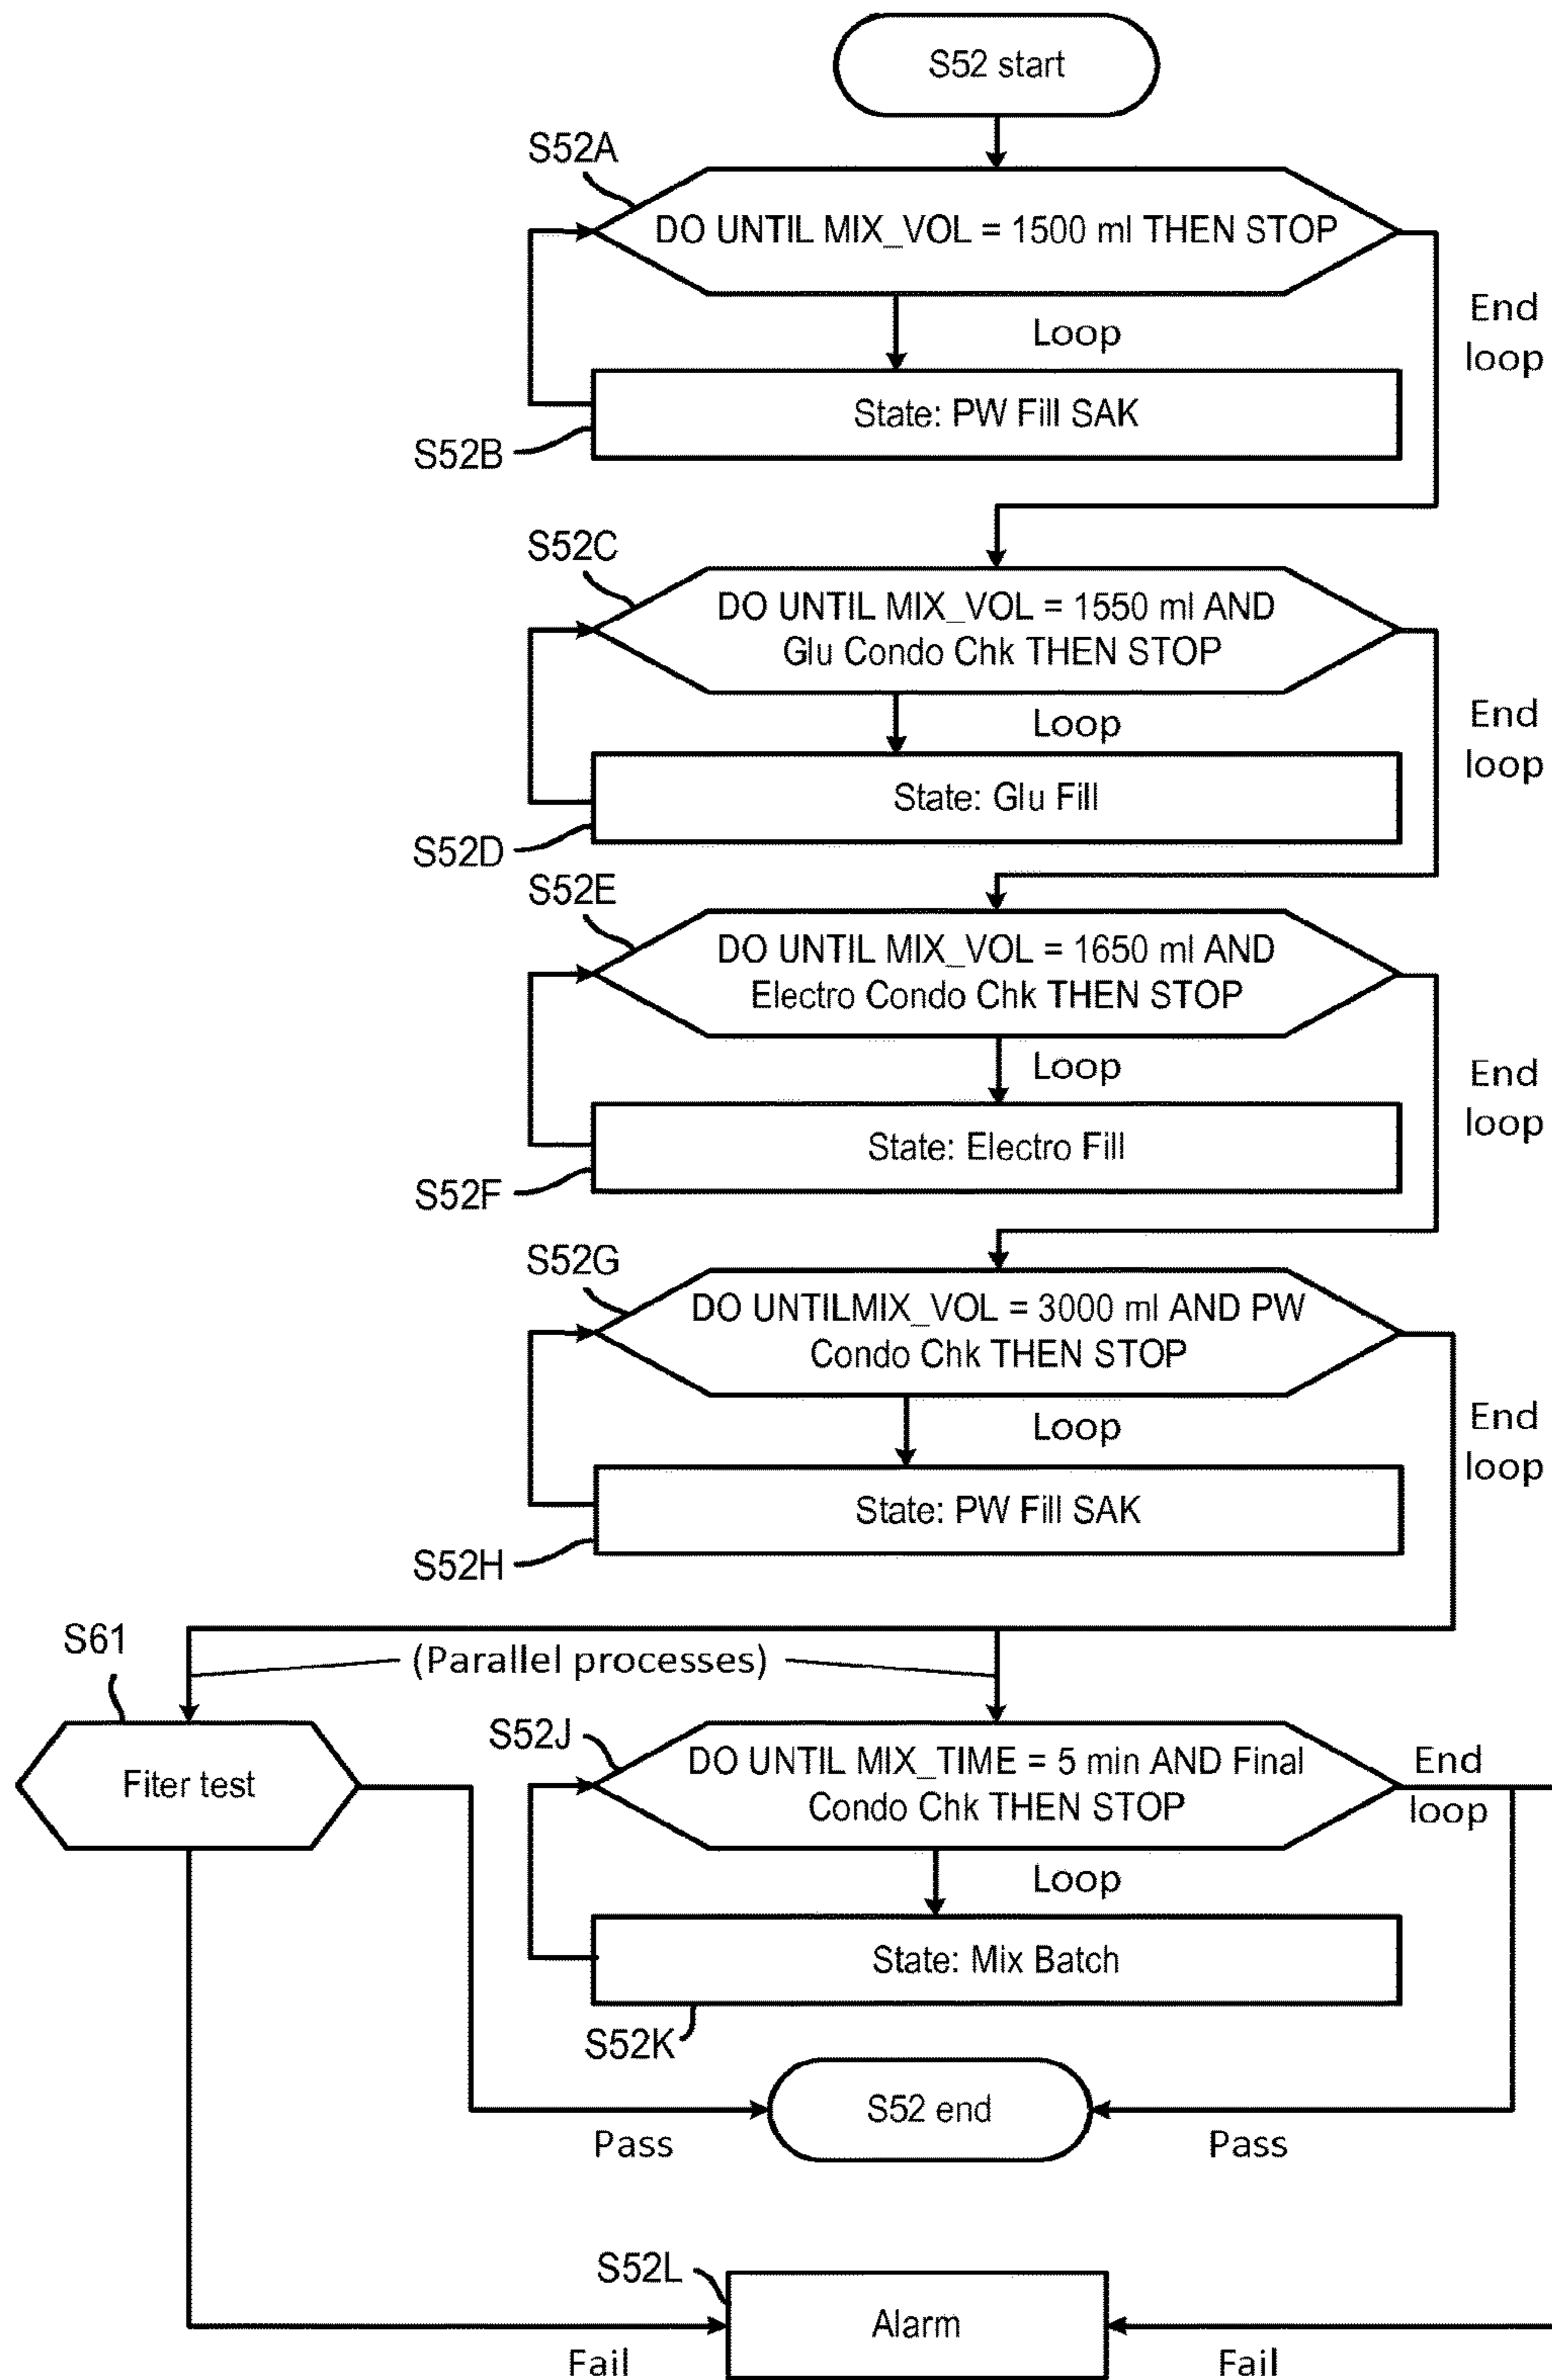 S52 start
S52A
DO UNTIL MIX_VOL = 1500 ml THEN STOP
End
loop
Loop
State: PW Fill SAK
S52B
S52C
DO UNTIL MIX_VOL = 1550 ml AND
Glu Condo Chk THEN STOP
End
loop
Loop
State: Glu Fill
S52D
S52E
DO UNTIL MIX_VOL = 1650 ml AND
Electro Condo Chk THEN STOP
End
loop
Loop
State: Electro Fill
S52F
S52G
DO UNTILMIX_VOL = 3000 ml AND PW
Condo Chk THEN STOP
End
loop
Loop
State: PW Fill SAK
S52H
S61
(Parallel processes)
Fiter test
S52J
DO UNTIL MIX_TIME = 5 min AND Final
Condo Chk THEN STOP
End
loop
Loop
State: Mix Batch
S52K
S52 end
Pass
Pass
S52L
Alarm
Fail
Fail